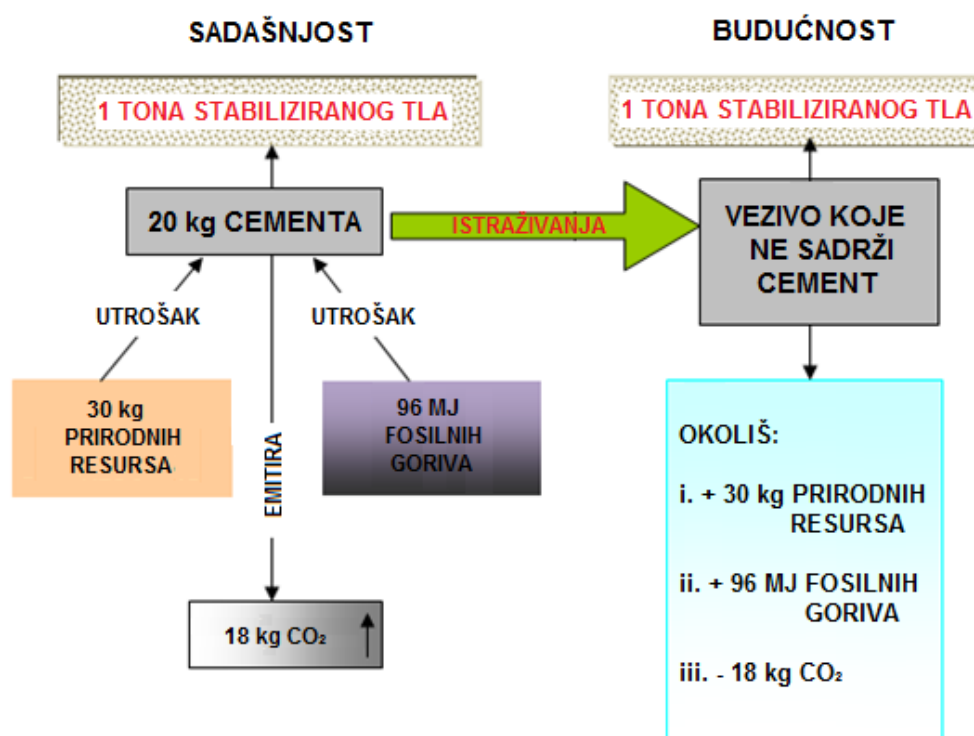 SADAŠNJOST
1 TONA STABILIZIRANOG TLA
20 kg CEMENTA
UTROŠAK
UTROŠAK
30 kg
PRIRODNIH
RESURSA
96 MJ
FOSILNIH
GORIVA
EMITIRA
18 kg CO₂
ISTRAŽIVANJA
BUDUĆNOST
1 TONA STABILIZIRANOG TLA
VEZIVO KOJE
NE SADRŽI
CEMENT
OKOLIŠ:
i. + 30 kg PRIRODNIH
RESURSA
ii. + 96 MJ FOSILNIH
GORIVA
iii. - 18 kg CO₂